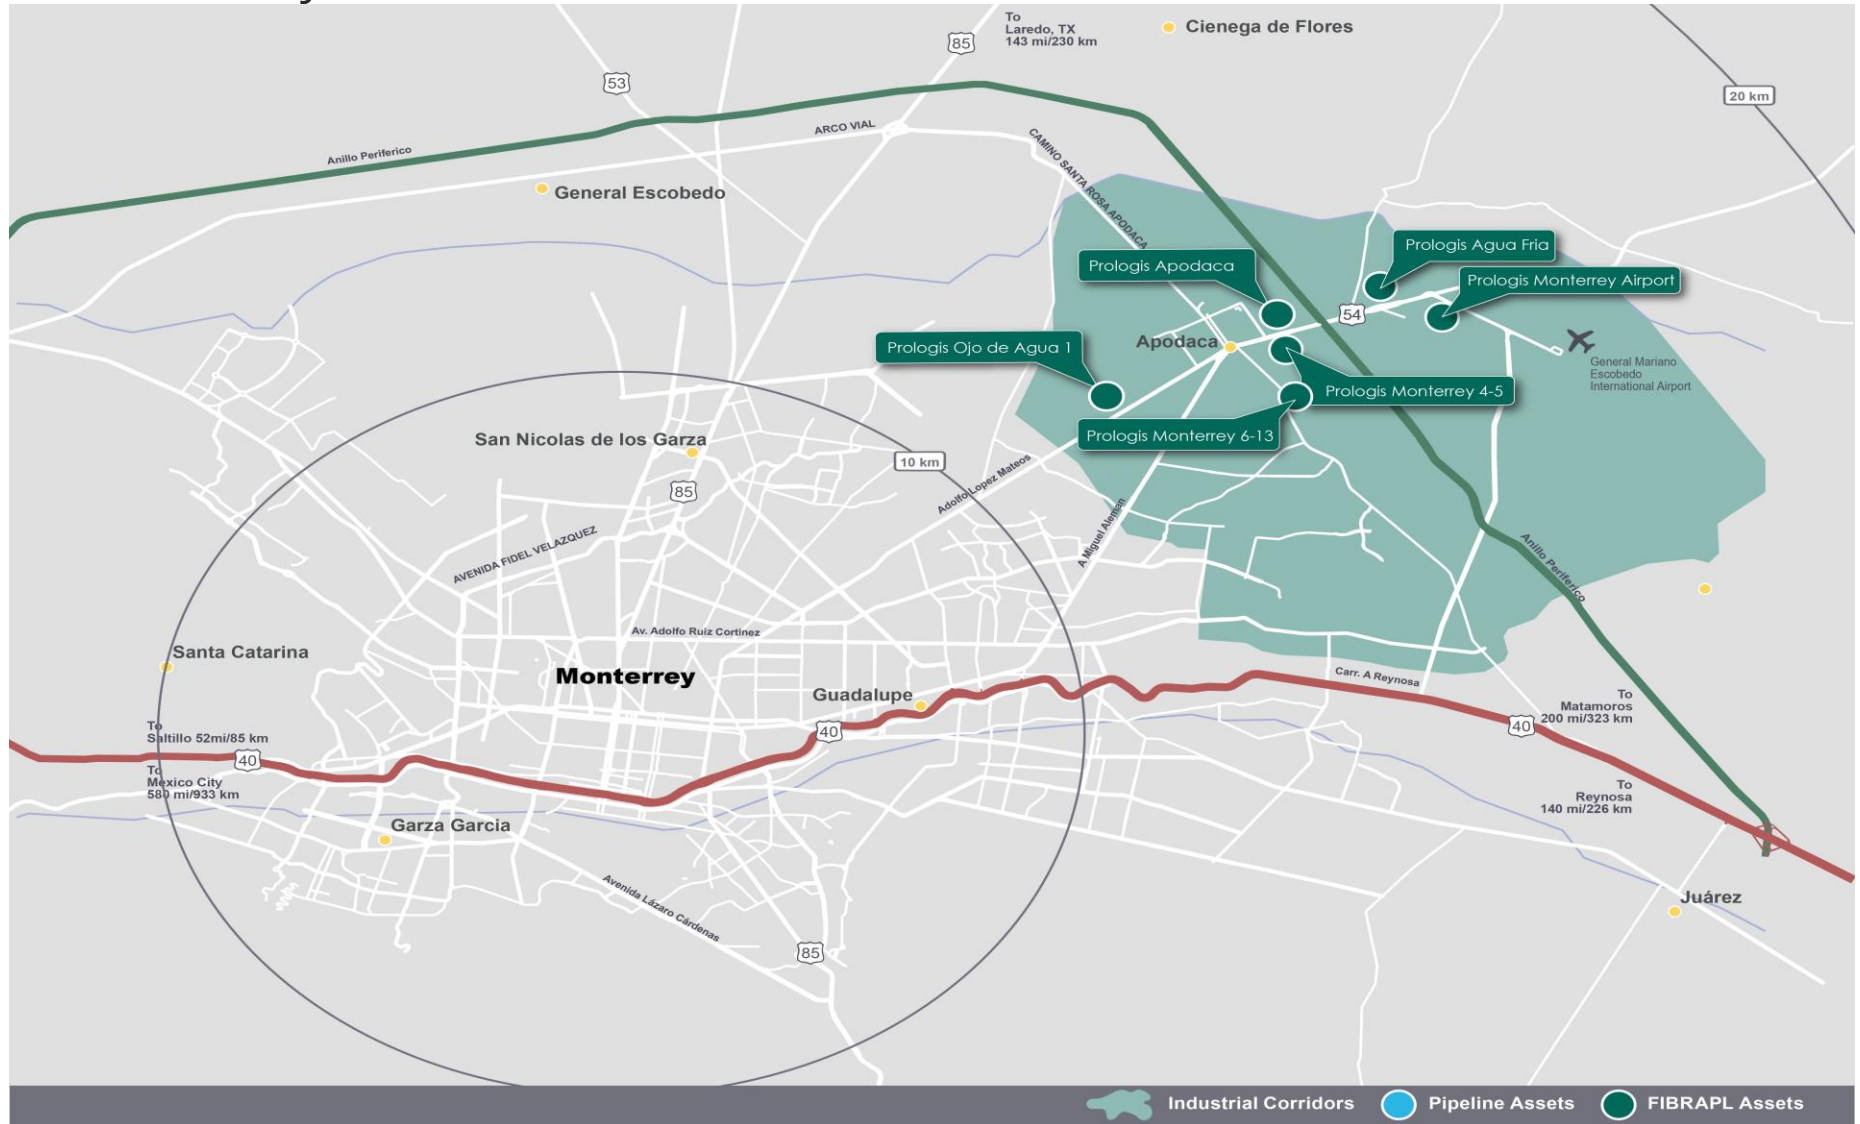 To
Laredo, TX
143 mi/230 km
Cienega de Flores
85
53
20 km
ARCO VIAL
Anillo Periferico
CAMINO SANTA ROSA APODACA
General Escobedo
Prologis Agua Fria
Prologis Apodaca
Prologis Monterrey Airport
54
Apodaca
Prologis Ojo de Agua 1
General Mariano
Escobedo
International Airport
Prologis Monterrey 4-5
Prologis Monterrey 6-13
San Nicolas de los Garza
10 km
85
Adolfo Lopez Mateos
A Miguel Aleman
AVENIDA FIDEL VELAZQUEZ
Anillo Periferico
Av. Adolfo Ruiz Cortinez
Santa Catarina
Monterrey
Guadalupe
Carr. A Reynosa
To
Matamoros
200 mi/323 km
40
To
Saltillo 52mi/85 km
40
40
To
Mexico City
580 mi/933 km
To
Reynosa
140 mi/226 km
Garza Garcia
Avenida Lázaro Cárdenas
Juárez
85
Industrial Corridors
Pipeline Assets
FIBRAPL Assets